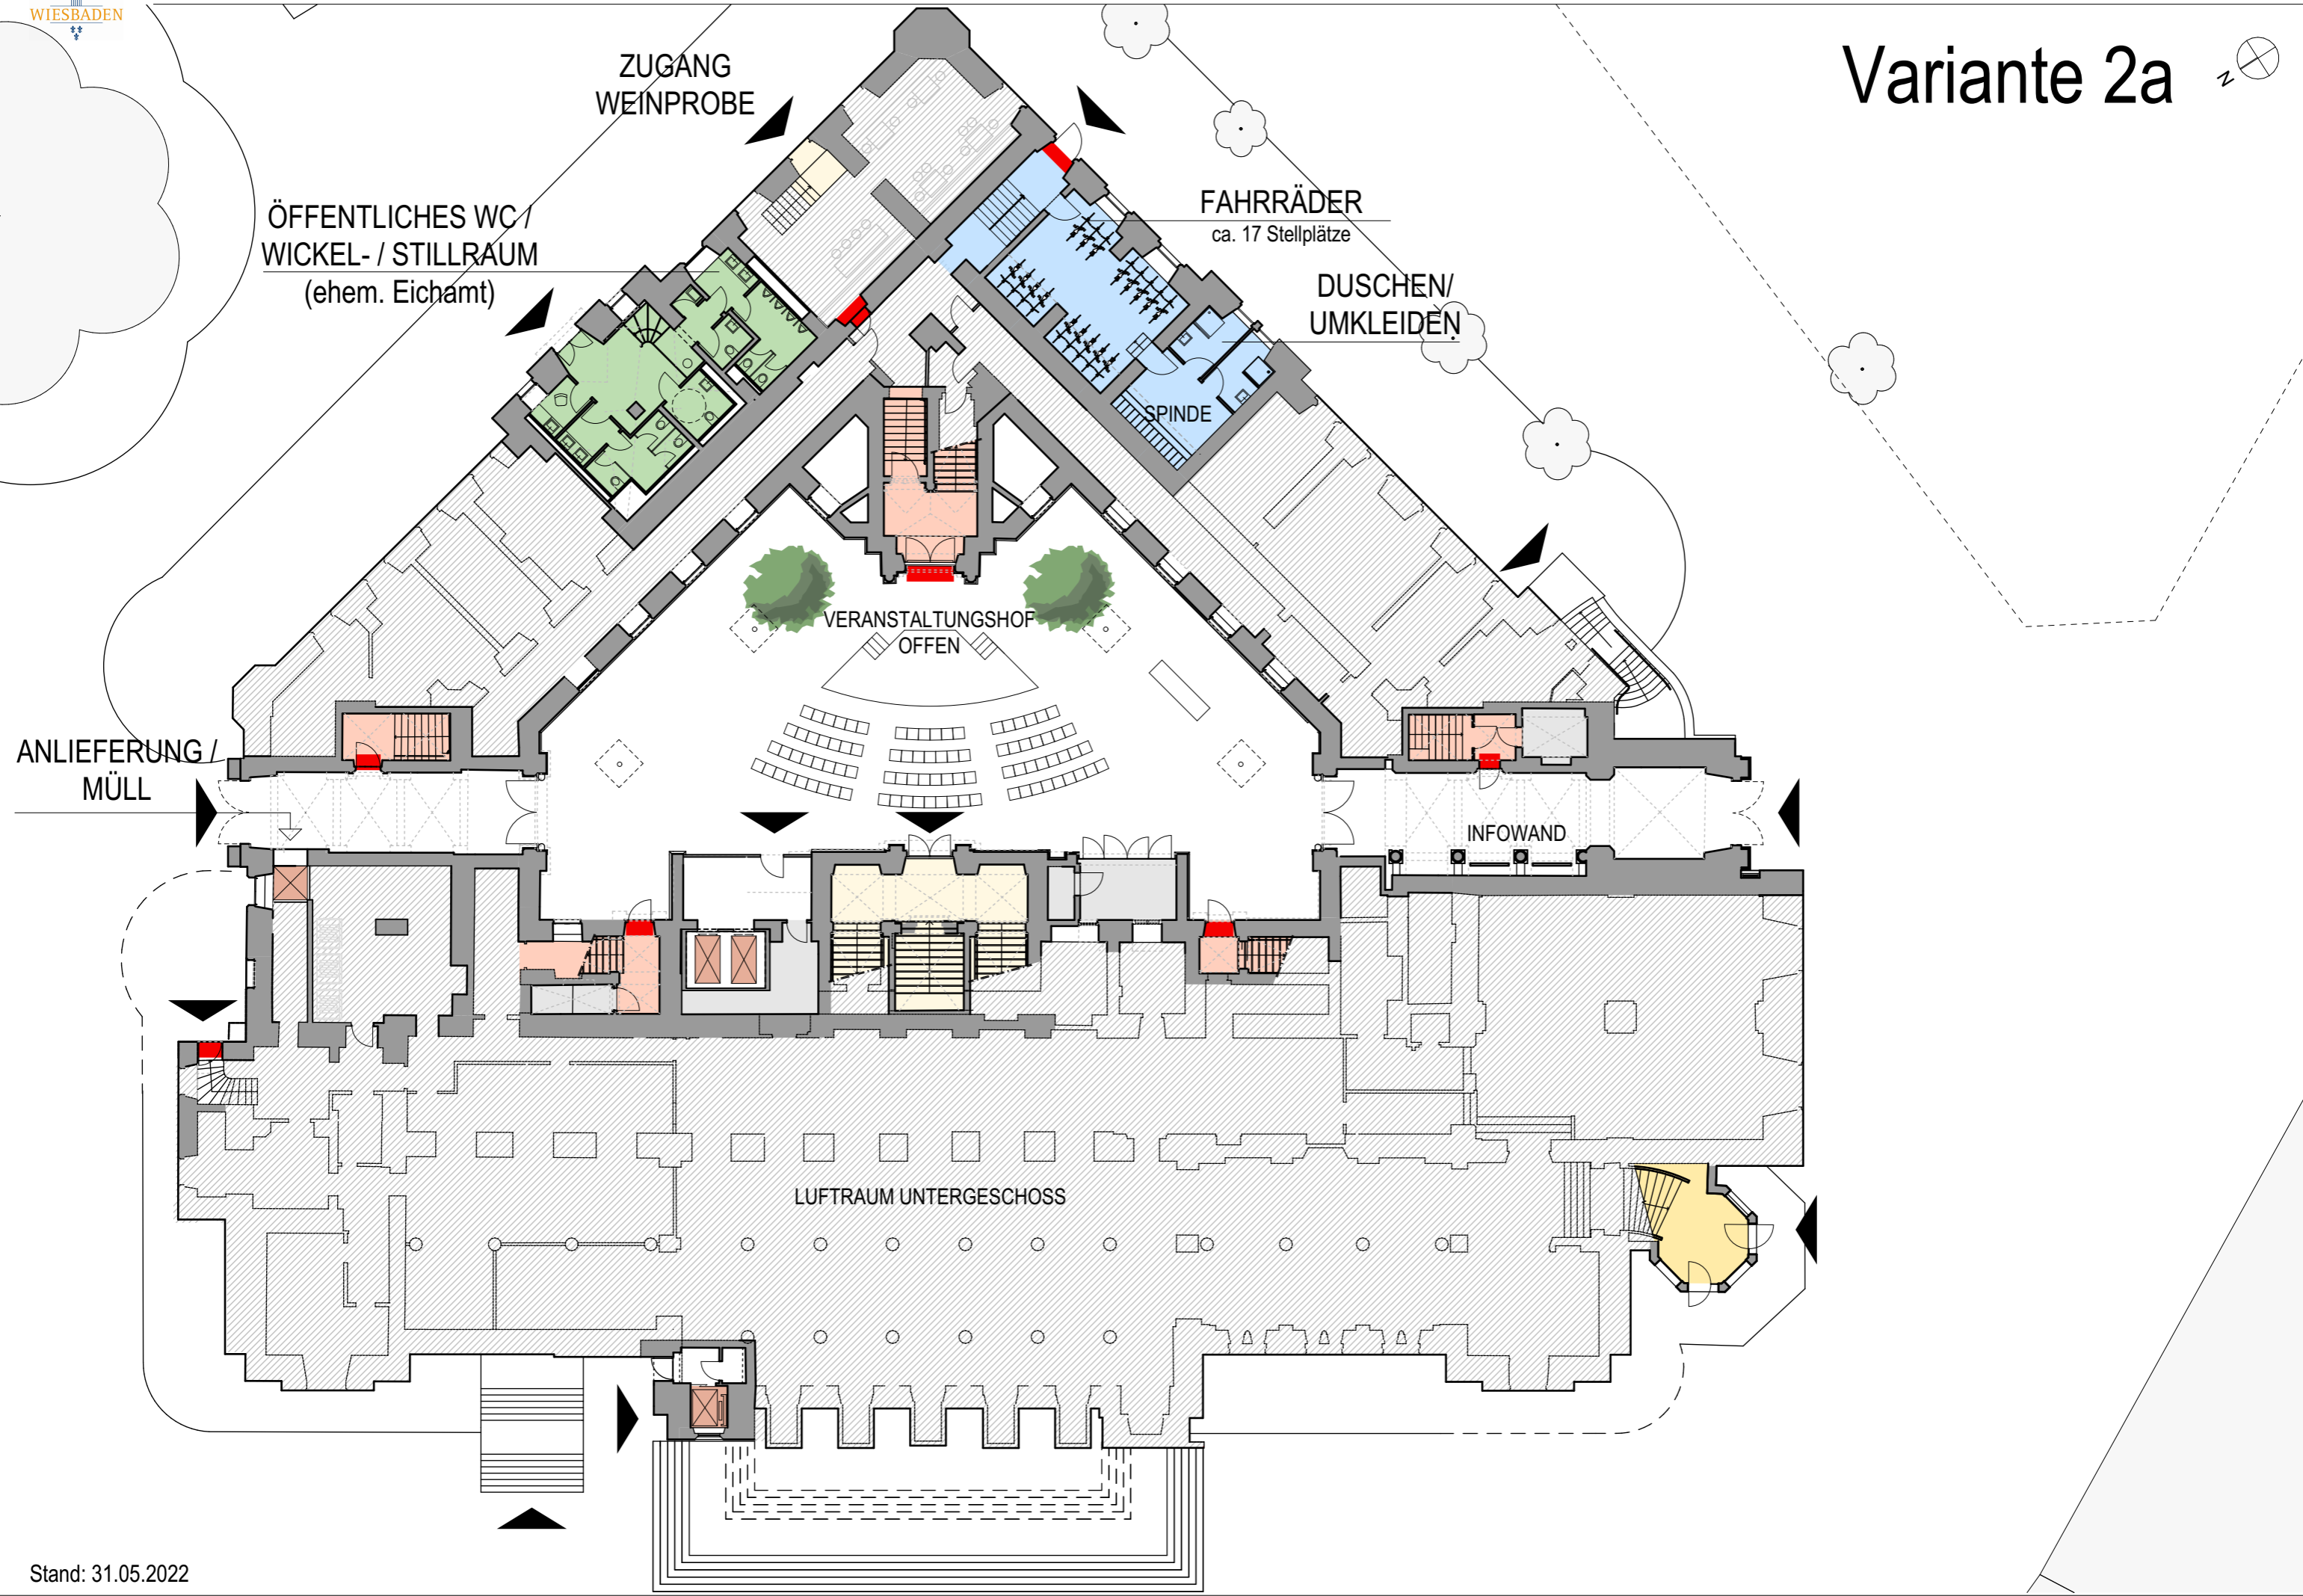 WIESBADEN
Variante 2a
N
ZUGANG
WEINPROBE
ÖFFENTLICHES WC /
WICKEL- / STILLRAUM
(ehem. Eichamt)
FAHRRÄDER
ca. 17 Stellplätze
DUSCHEN/
UMKLEIDEN
SPINDE
VERANSTALTUNGSHOF
OFFEN
ANLIEFERUNG /
MÜLL
INFOWAND
LUFTRAUM UNTERGESCHOSS
Stand: 31.05.2022